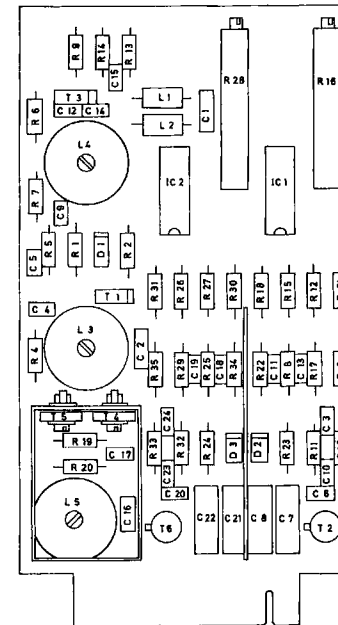 R 9
R 14
R 13
C 15
R 28
R 16
T 3
L 1
C 12
C 14
L 2
C 1
R 6
L4
IC 2
IC 1
R 7
C 9
C 5
R 5
R 1
D 1
R 2
R 31
R 26
R 27
R 30
R 18
R 15
R 12
T 1
C 4
L 3
C 2
R 4
R 35
R 29
C 19
R 25
C 18
R 34
R 22
C 11
R 8
C 13
R 17
T 5
T 4
C 24
C 3
R 19
C 17
R 33
R 32
R 24
D 3
D 2
R 23
R 11
R 20
C 23
C 10
C 20
C 6
L 5
C 16
T6
C 22
C 21
C 8
C 7
T 2